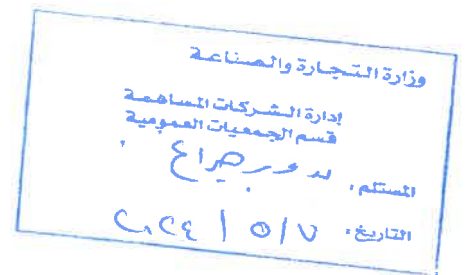 وزارة التجارة والصناعة
إدارة الشركات المساهمة
قسم الجمعيات العمومية
المستلم:
التاريخ: ٢٠٢٤ / ٥ / ٧